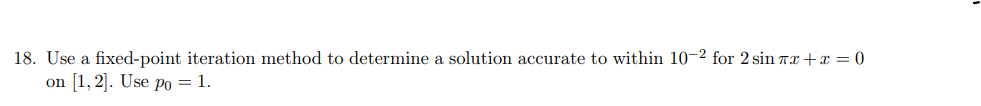 18. Use a fixed-point iteration method to determine a solution accurate to within 10⁻² for 2 sin πx + x = 0
on [1, 2]. Use p₀ = 1.